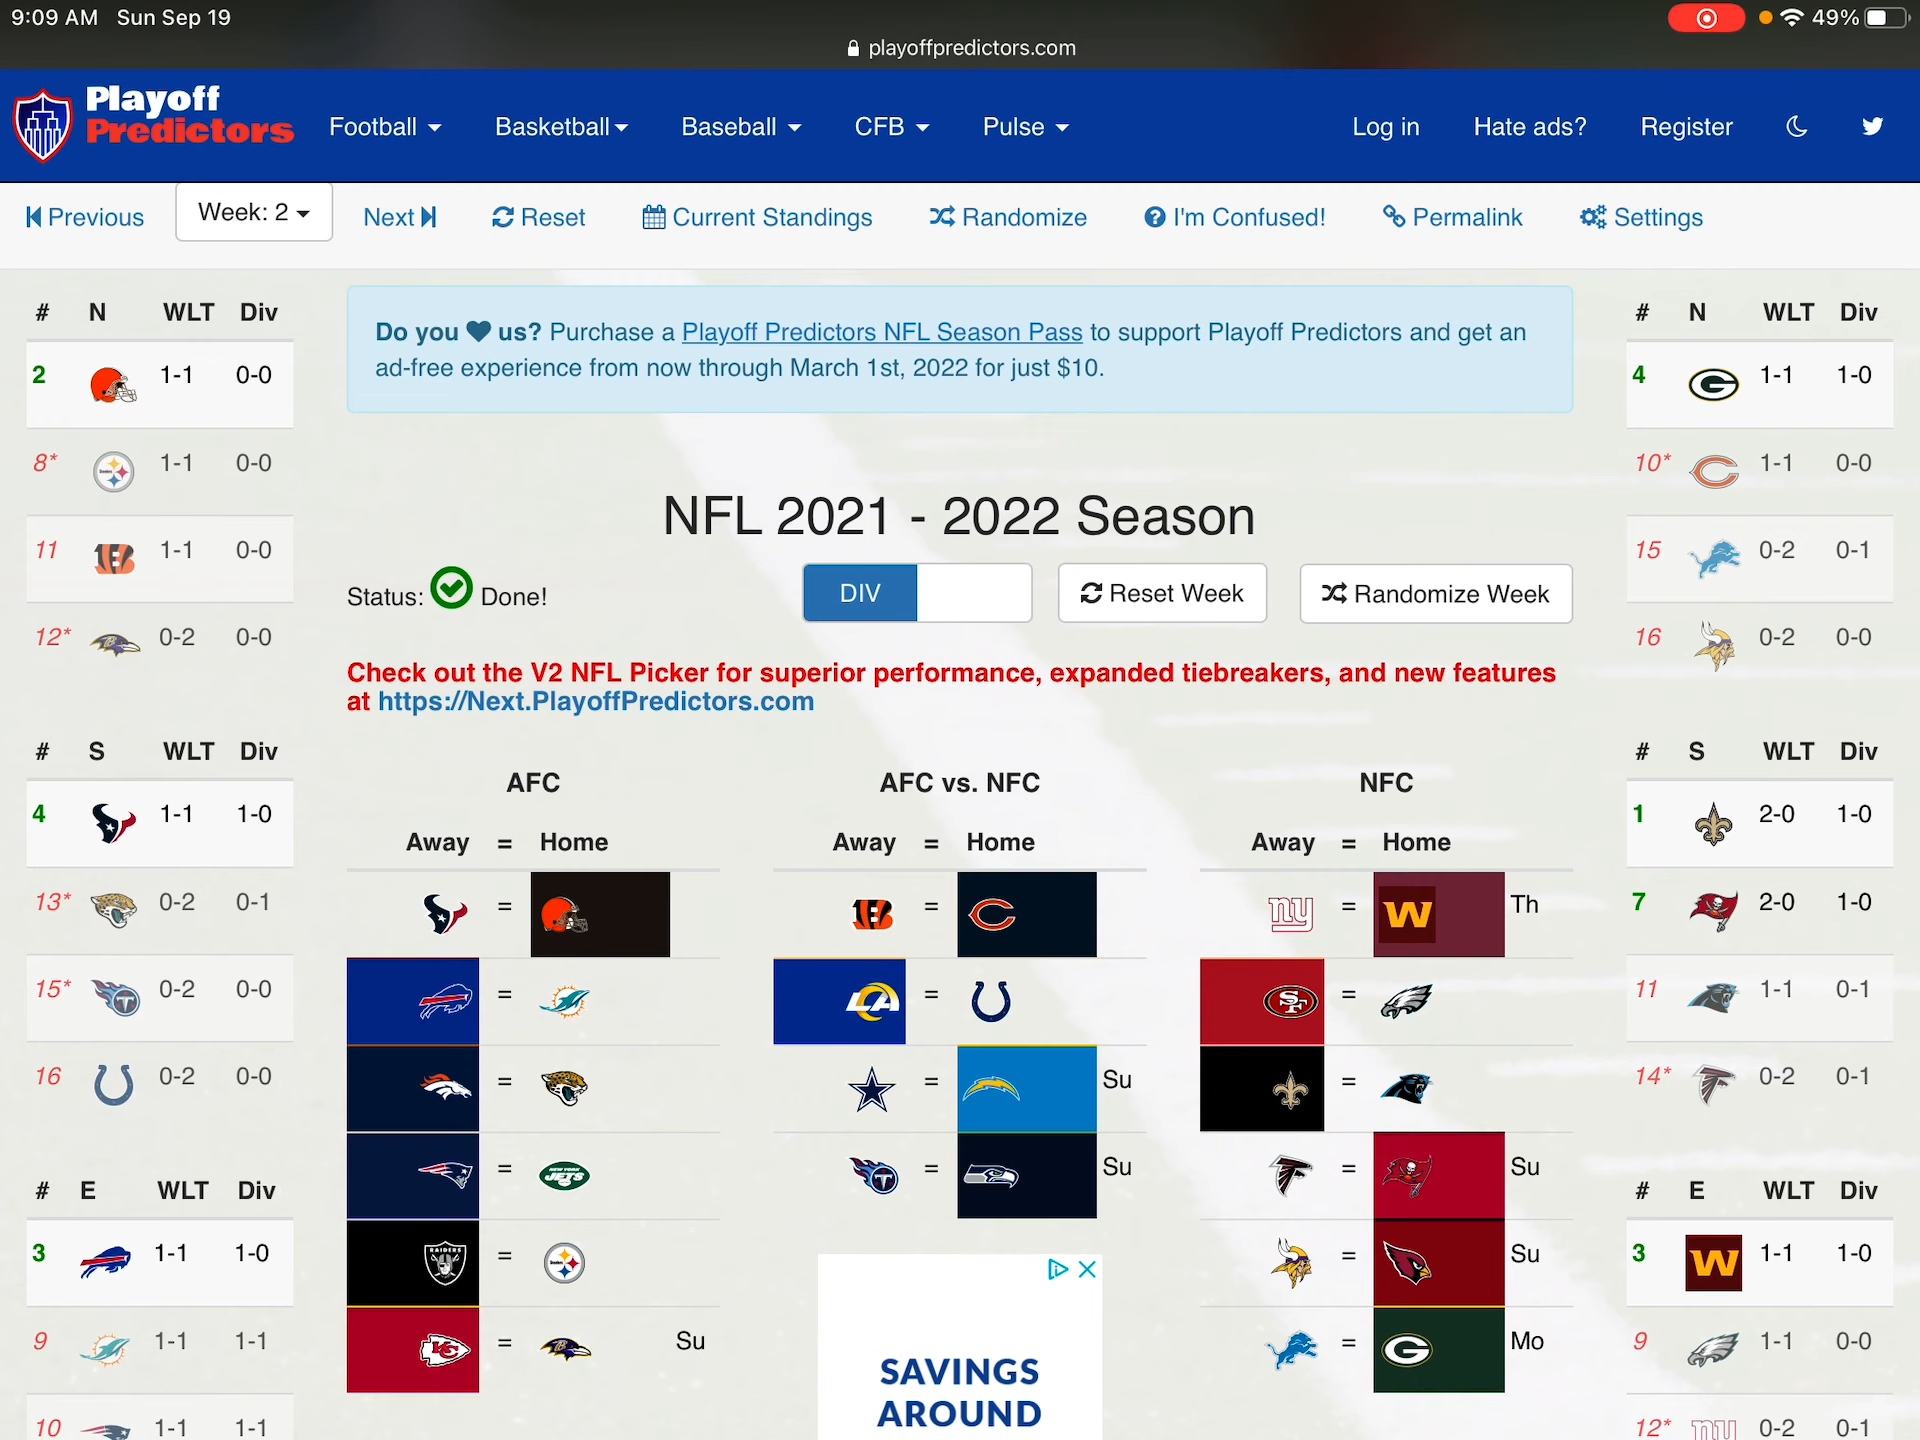 9:09 AM Sun Sep 19
49%
playoffpredictors.com
Playoff
Predictors
Football
Basketball
Baseball
CFB
Pulse
Log in
Hate ads?
Register
Previous
Week: 2
Next
Reset
Current Standings
Randomize
I'm Confused!
Permalink
Settings
# N WLT Div
2 1-1 0-0
8* 1-1 0-0
11 1-1 0-0
12* 0-2 0-0
# S WLT Div
4 1-1 1-0
13* 0-2 0-1
15* 0-2 0-0
16 0-2 0-0
# E WLT Div
3 1-1 1-0
9 1-1 1-1
10 1-1 1-1
Do you us? Purchase a Playoff Predictors NFL Season Pass to support Playoff Predictors and get an
ad-free experience from now through March 1st, 2022 for just $10.
NFL 2021 - 2022 Season
Status: Done!
DIV
Reset Week
Randomize Week
Check out the V2 NFL Picker for superior performance, expanded tiebreakers, and new features
at https://Next.PlayoffPredictors.com
AFC
Away = Home
=
=
=
= NEW YORK JETS
RAIDERS = Steelers
KC = Su
AFC vs. NFC
Away = Home
B = C
LA =
= Su
T = Su
SAVINGS
AROUND
NFC
Away = Home
ny = W Th
SF =
=
= Su
= Su
= G Mo
# N WLT Div
4 G 1-1 1-0
10* C 1-1 0-0
15 0-2 0-1
16 0-2 0-0
# S WLT Div
1 2-0 1-0
7 2-0 1-0
11 1-1 0-1
14* 0-2 0-1
# E WLT Div
3 W 1-1 1-0
9 1-1 0-0
12* ny 0-2 0-1